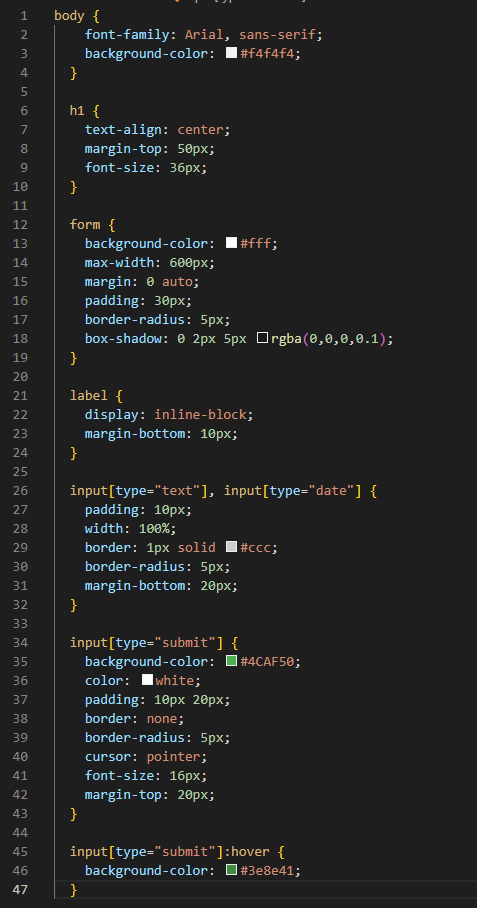 1 body {
2 font-family: Arial, sans-serif;
3 background-color: #f4f4f4;
4 }
5
6 h1 {
7 text-align: center;
8 margin-top: 50px;
9 font-size: 36px;
10 }
11
12 form {
13 background-color: #fff;
14 max-width: 600px;
15 margin: 0 auto;
16 padding: 30px;
17 border-radius: 5px;
18 box-shadow: 0 2px 5px rgba(0,0,0,0.1);
19 }
20
21 label {
22 display: inline-block;
23 margin-bottom: 10px;
24 }
25
26 input[type="text"], input[type="date"] {
27 padding: 10px;
28 width: 100%;
29 border: 1px solid #ccc;
30 border-radius: 5px;
31 margin-bottom: 20px;
32 }
33
34 input[type="submit"] {
35 background-color: #4CAF50;
36 color: white;
37 padding: 10px 20px;
38 border: none;
39 border-radius: 5px;
40 cursor: pointer;
41 font-size: 16px;
42 margin-top: 20px;
43 }
44
45 input[type="submit"]:hover {
46 background-color: #3e8e41;
47 }